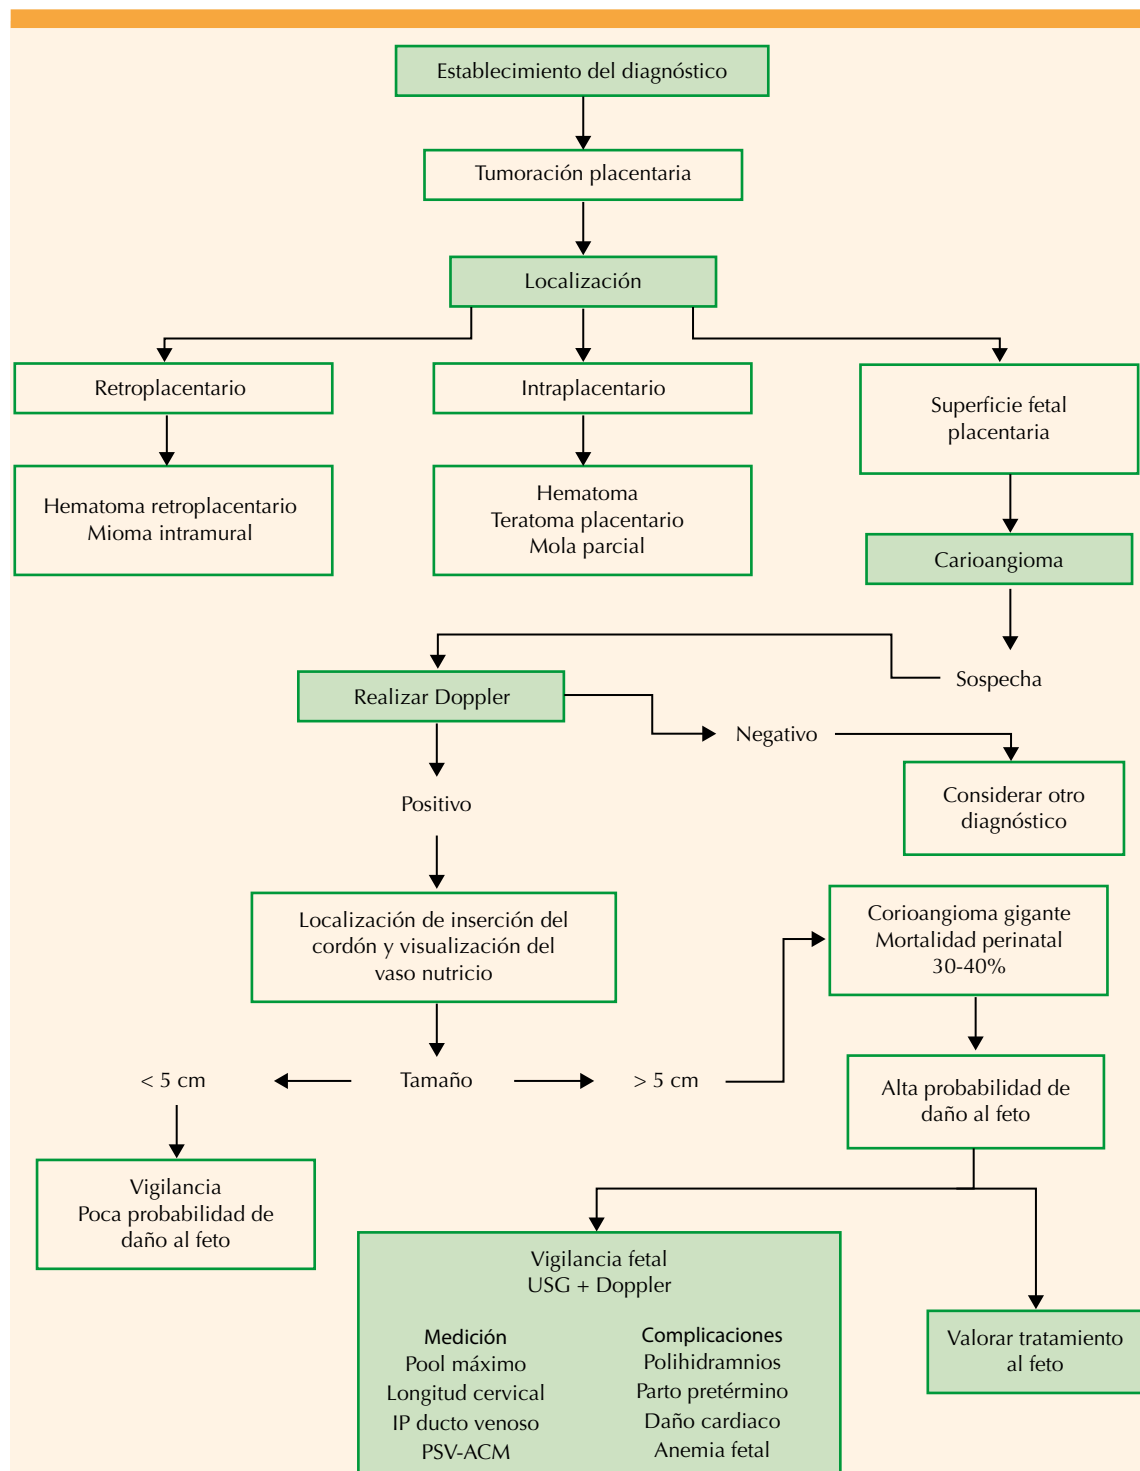 Establecimiento del diagnóstico
Tumoración placentaria
Localización
Retroplacentario
Intraplacentario
Superficie fetal
placentaria
Hematoma retroplacentario
Mioma intramural
Hematoma
Teratoma placentario
Mola parcial
Carioangioma
Sospecha
Realizar Doppler
Negativo
Considerar otro
diagnóstico
Positivo
Localización de inserción del
cordón y visualización del
vaso nutricio
Corioangioma gigante
Mortalidad perinatal
30-40%
< 5 cm
Tamaño
> 5 cm
Alta probabilidad de
daño al feto
Vigilancia
Poca probabilidad de
daño al feto
Vigilancia fetal
USG + Doppler
Medición
Pool máximo
Longitud cervical
IP ducto venoso
PSV-ACM
Complicaciones
Polihidramnios
Parto pretérmino
Daño cardiaco
Anemia fetal
Valorar tratamiento
al feto